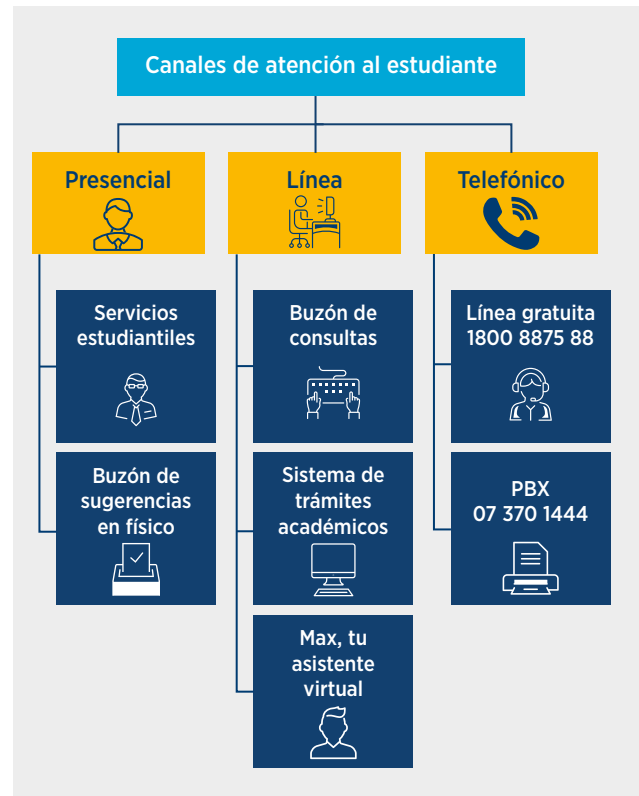 Canales de atención al estudiante
Presencial
Servicios
estudiantiles
Buzón de
sugerencias
en físico
Línea
Buzón de
consultas
Sistema de
trámites
académicos
Max, tu
asistente
virtual
Telefónico
Línea gratuita
1800 8875 88
PBX
07 370 1444